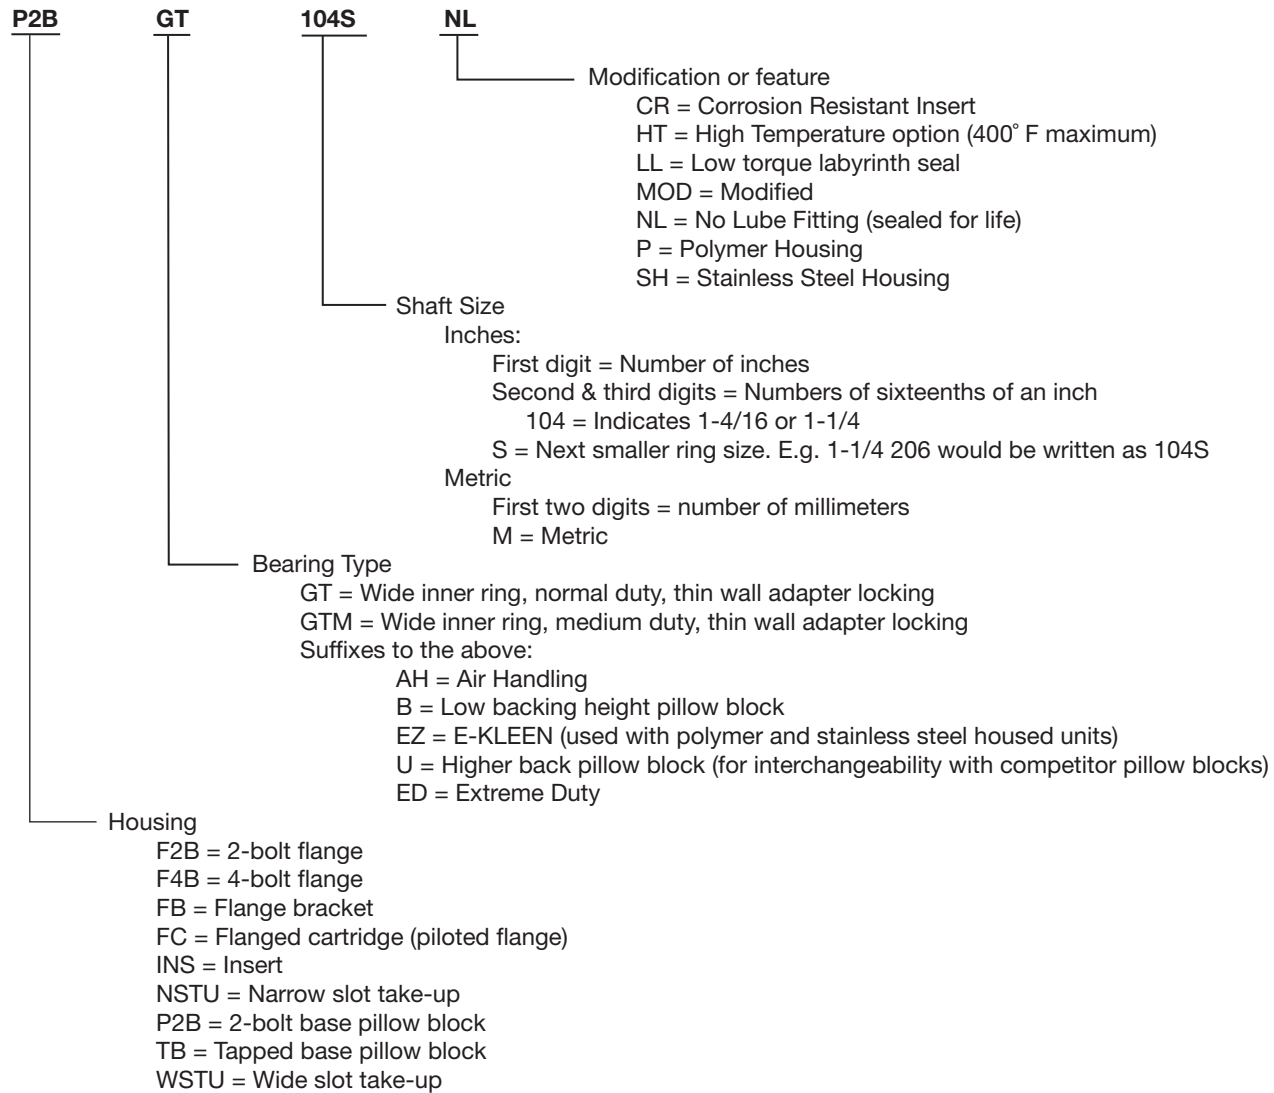 P2B GT 104S NL
Modification or feature
CR = Corrosion Resistant Insert
HT = High Temperature option (400° F maximum)
LL = Low torque labyrinth seal
MOD = Modified
NL = No Lube Fitting (sealed for life)
P = Polymer Housing
SH = Stainless Steel Housing
Shaft Size
Inches:
First digit = Number of inches
Second & third digits = Numbers of sixteenths of an inch
104 = Indicates 1-4/16 or 1-1/4
S = Next smaller ring size. E.g. 1-1/4 206 would be written as 104S
Metric
First two digits = number of millimeters
M = Metric
Bearing Type
GT = Wide inner ring, normal duty, thin wall adapter locking
GTM = Wide inner ring, medium duty, thin wall adapter locking
Suffixes to the above:
AH = Air Handling
B = Low backing height pillow block
EZ = E-KLEEN (used with polymer and stainless steel housed units)
U = Higher back pillow block (for interchangeability with competitor pillow blocks)
ED = Extreme Duty
Housing
F2B = 2-bolt flange
F4B = 4-bolt flange
FB = Flange bracket
FC = Flanged cartridge (piloted flange)
INS = Insert
NSTU = Narrow slot take-up
P2B = 2-bolt base pillow block
TB = Tapped base pillow block
WSTU = Wide slot take-up